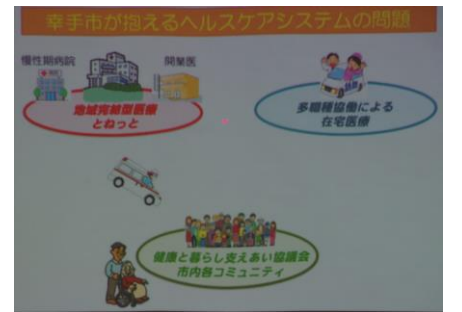 幸手市が抱えるヘルスケアシステムの問題
慢性期病院
開業医
地域完結型医療
とねっと
多職種協働による
在宅医療
健康と暮らし支えあい協議会
市内各コミュニティ